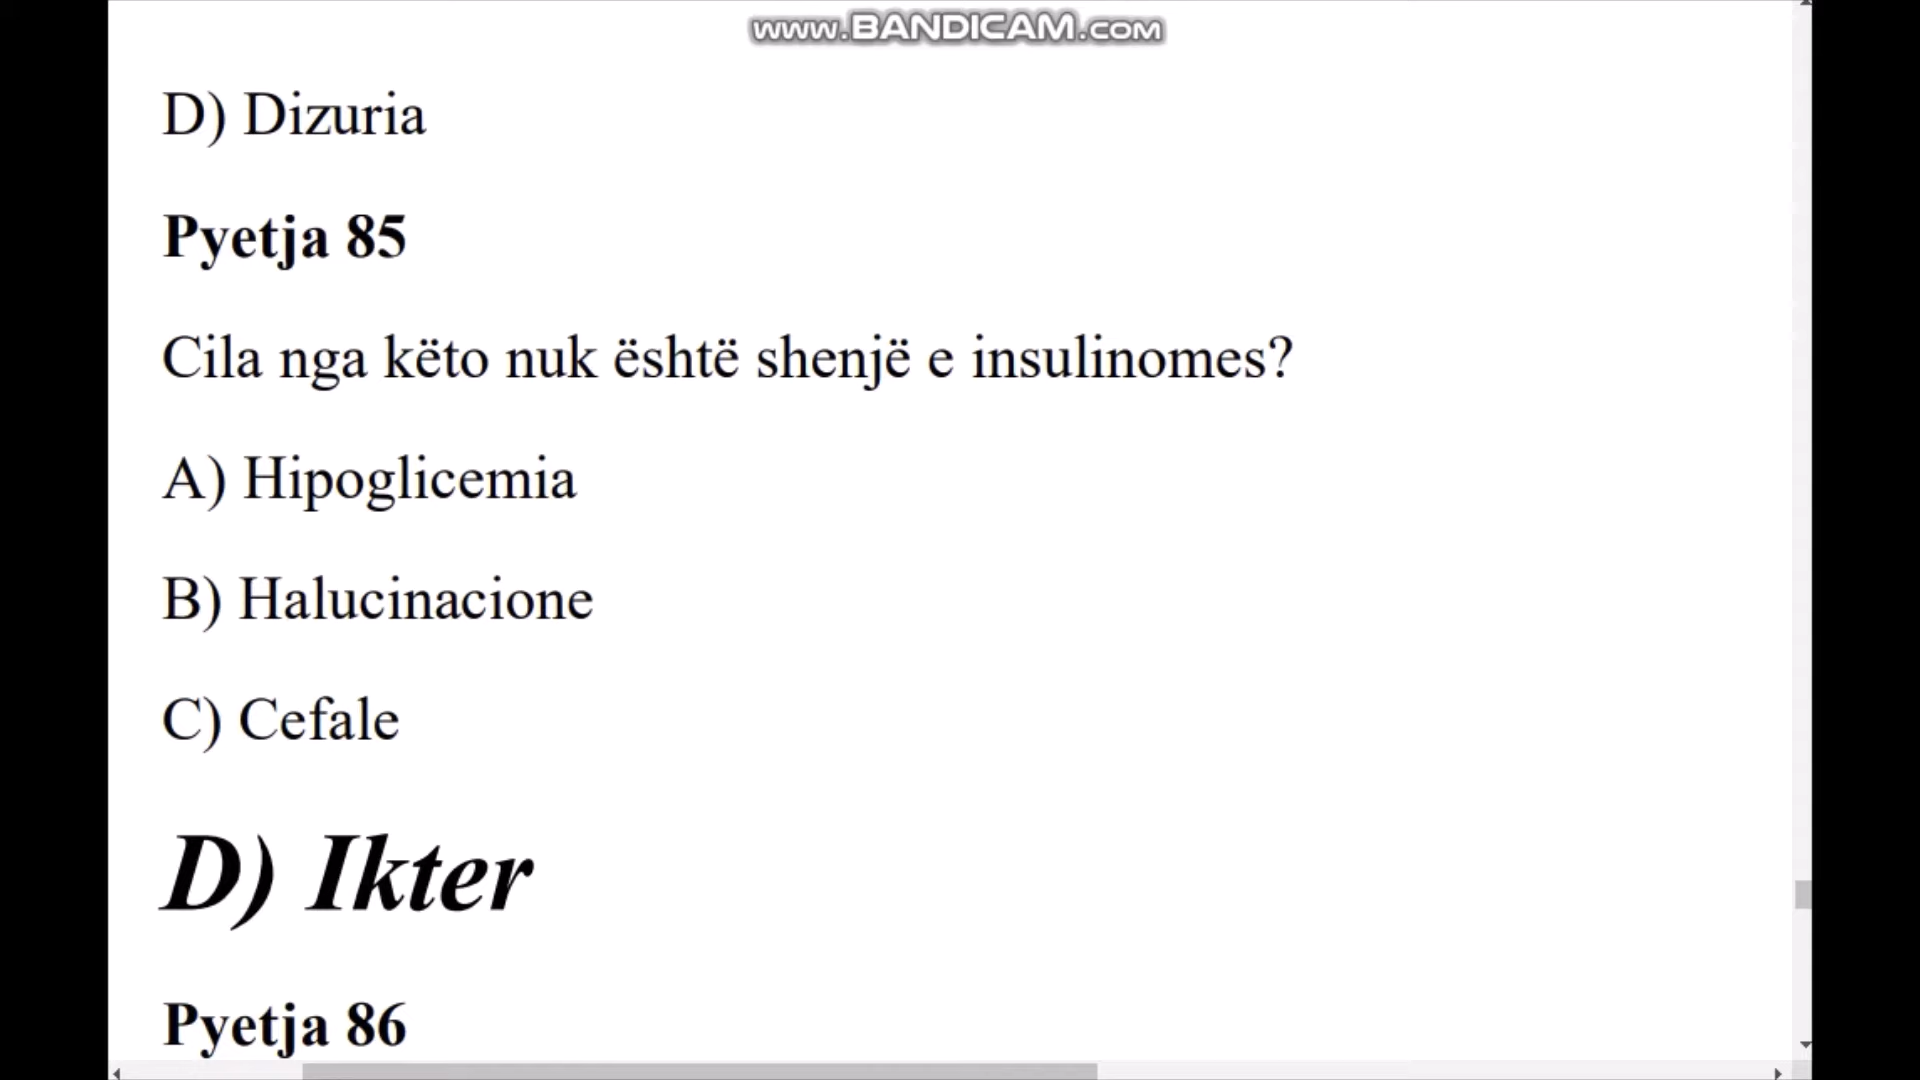 www.BANDICAM.com
D) Dizuria
Pyetja 85
Cila nga këto nuk është shenjë e insulinomes?
A) Hipoglicemia
B) Halucinacione
C) Cefale
D) Ikter
Pyetja 86